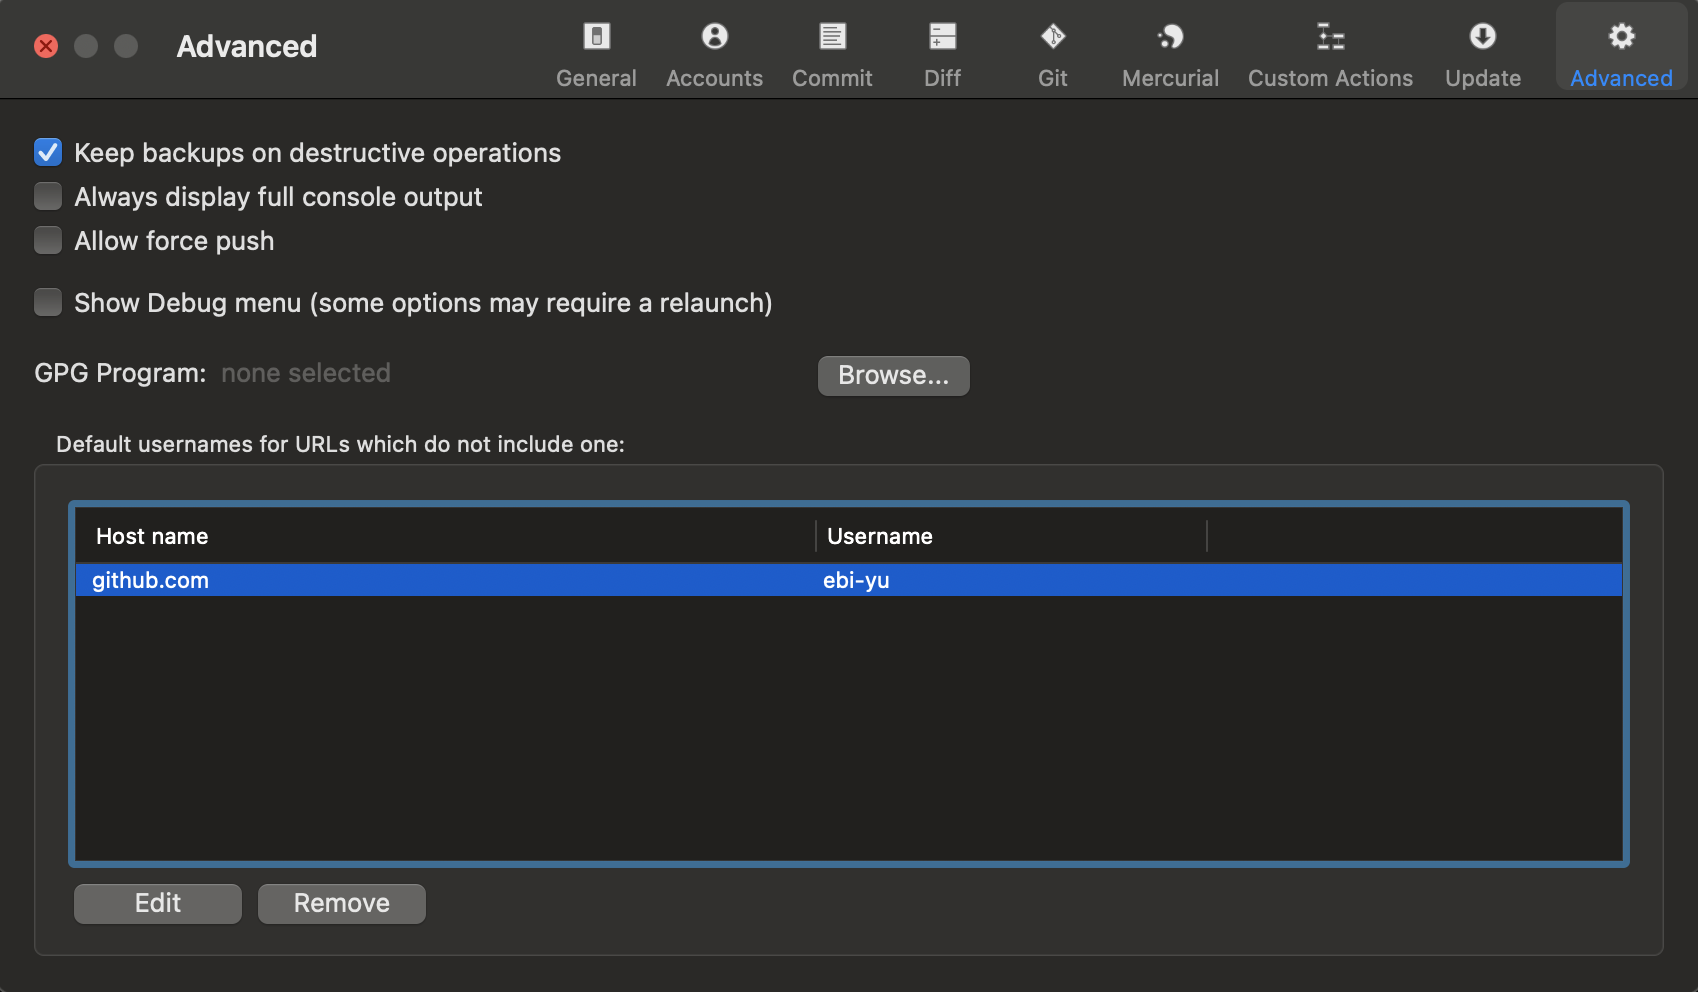 Advanced
General
Accounts
Commit
Diff
Git
Mercurial
Custom Actions
Update
Advanced
Keep backups on destructive operations
Always display full console output
Allow force push
Show Debug menu (some options may require a relaunch)
GPG Program: none selected
Browse...
Default usernames for URLs which do not include one:
Host name Username
github.com ebi-yu
Edit
Remove